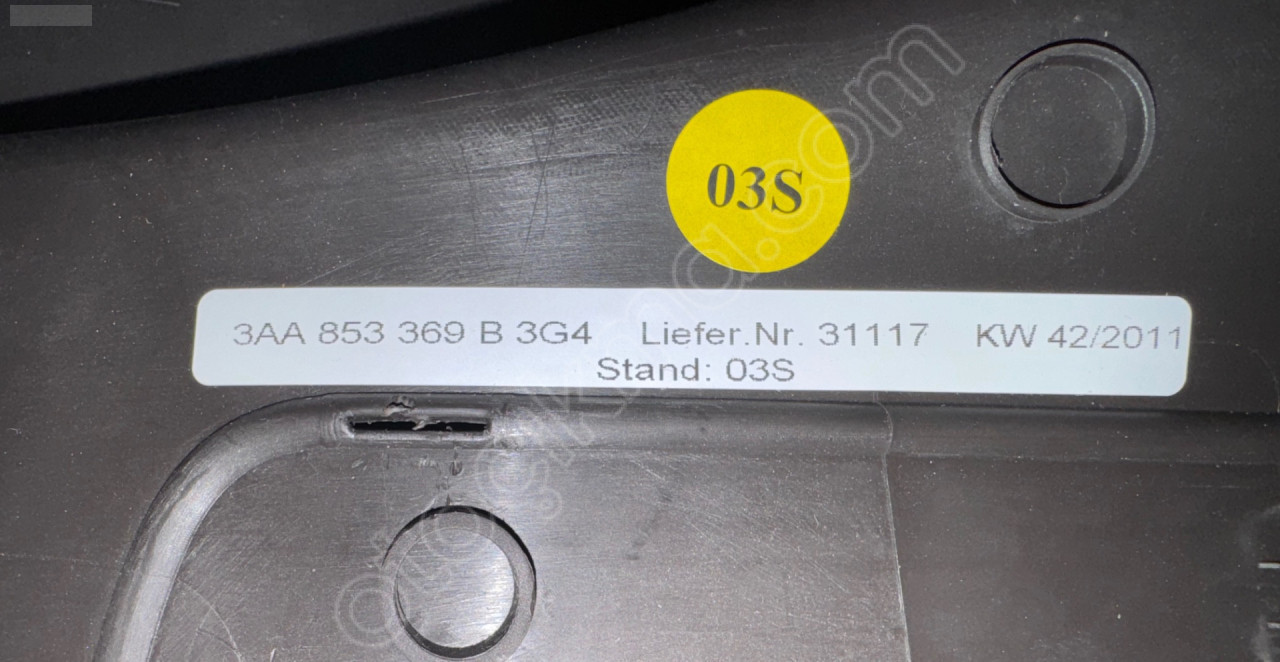 03S
3AA 853 369 B 3G4 Liefer.Nr. 31117 KW 42/2011
Stand: 03S